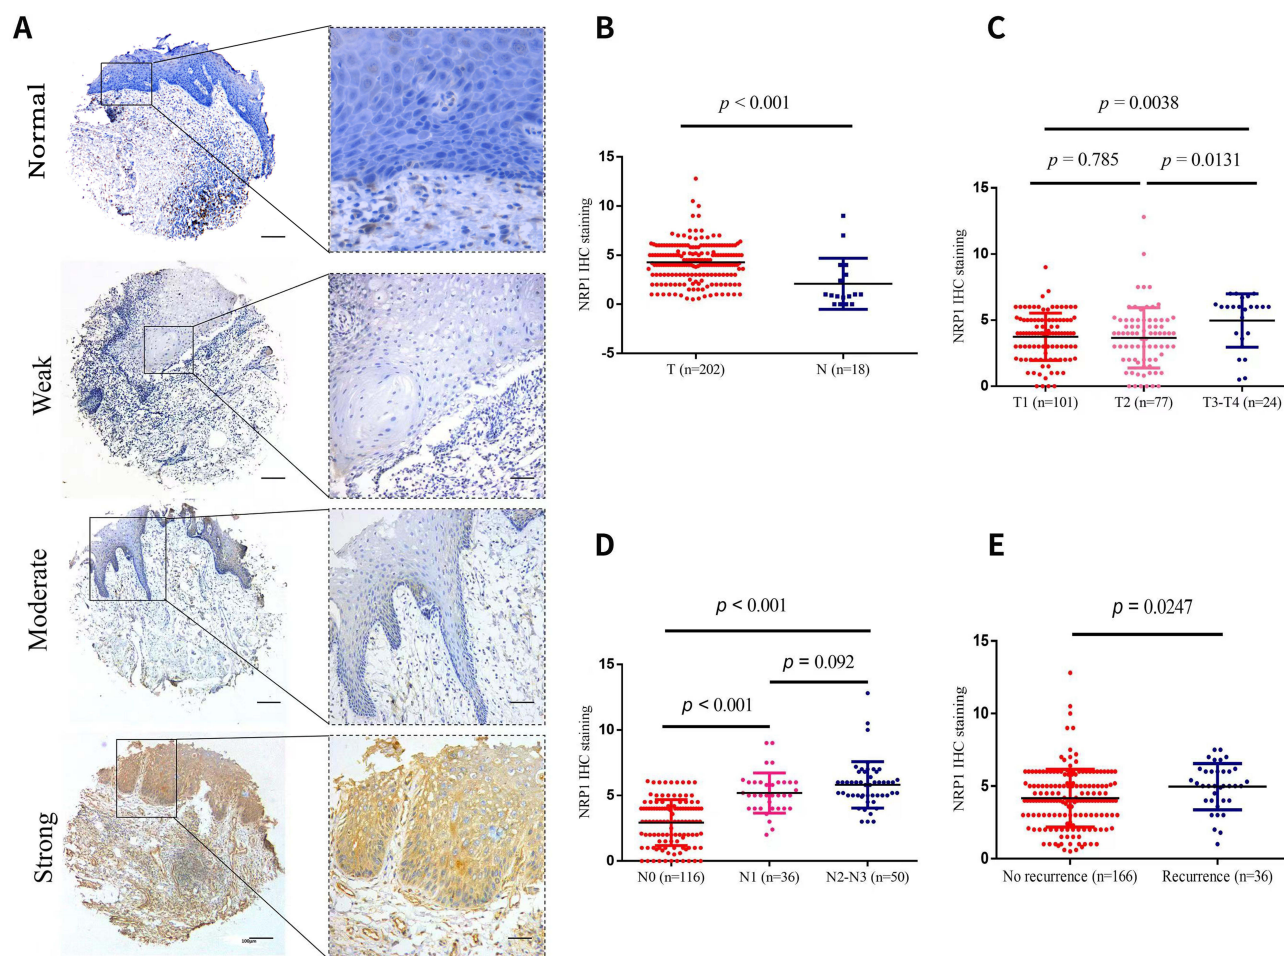 A
Normal
Weak
Moderate
Strong
100μm
B
p < 0.001
NRP1 IHC staining
15
10
5
0
-5
T (n=202)
N (n=18)
C
p = 0.0038
p = 0.785
p = 0.0131
NRP1 IHC staining
15
10
5
0
T1 (n=101)
T2 (n=77)
T3-T4 (n=24)
D
p < 0.001
p = 0.092
p < 0.001
NRP1 IHC staining
15
10
5
0
N0 (n=116)
N1 (n=36)
N2-N3 (n=50)
E
p = 0.0247
NRP1 IHC staining
15
10
5
0
No recurrence (n=166)
Recurrence (n=36)